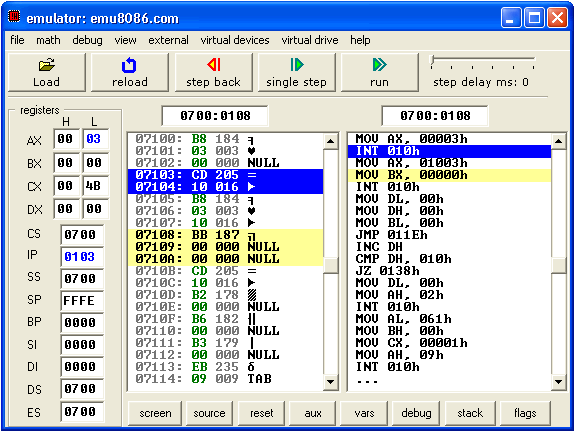 emulator: emu8086.com
file math debug view external virtual devices virtual drive help
Load reload step back single step run step delay ms: 0
registers
H L
AX 00 03
BX 00 00
CX 00 4B
DX 00 00
CS 0700
IP 0103
SS 0700
SP FFFE
BP 0000
SI 0000
DI 0000
DS 0700
ES 0700
0700:0108
07100: B8 184 ╕
07101: 03 003 ♥
07102: 00 000 NULL
07103: CD 205 =
07104: 10 016 ►
07105: B8 184 ╕
07106: 03 003 ♥
07107: 10 016 ►
07108: BB 187 ╗
07109: 00 000 NULL
0710A: 00 000 NULL
0710B: CD 205 =
0710C: 10 016 ►
0710D: B2 178 ▓
0710E: 00 000 NULL
0710F: B6 182 ╢
07110: 00 000 NULL
07111: B3 179 │
07112: 00 000 NULL
07113: EB 235 δ
07114: 09 009 TAB
0700:0108
MOV AX, 00003h
INT 010h
MOV AX, 01003h
MOV BX, 00000h
INT 010h
MOV DL, 00h
MOV DH, 00h
MOV BL, 00h
JMP 011Eh
INC DH
CMP DH, 010h
JZ 0138h
MOV DL, 00h
MOV AH, 02h
INT 010h
MOV AL, 061h
MOV BH, 00h
MOV CX, 00001h
MOV AH, 09h
INT 010h
...
screen source reset aux vars debug stack flags